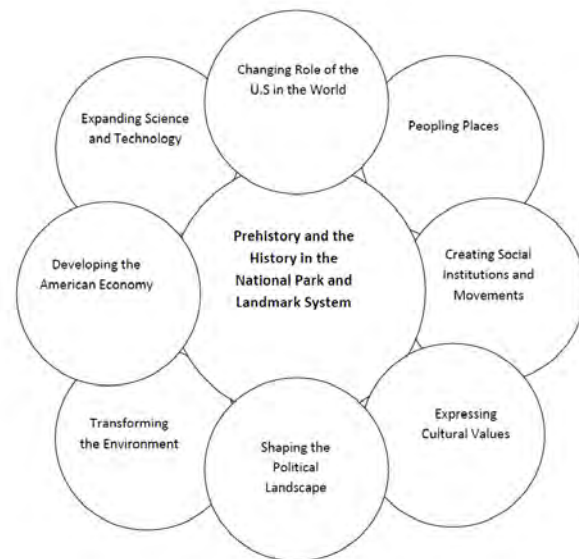 Changing Role of the
U.S in the World
Peopling Places
Creating Social
Institutions and
Movements
Expressing
Cultural Values
Shaping the
Political
Landscape
Transforming
the Environment
Developing the
American Economy
Expanding Science
and Technology
Prehistory and the
History in the
National Park and
Landmark System